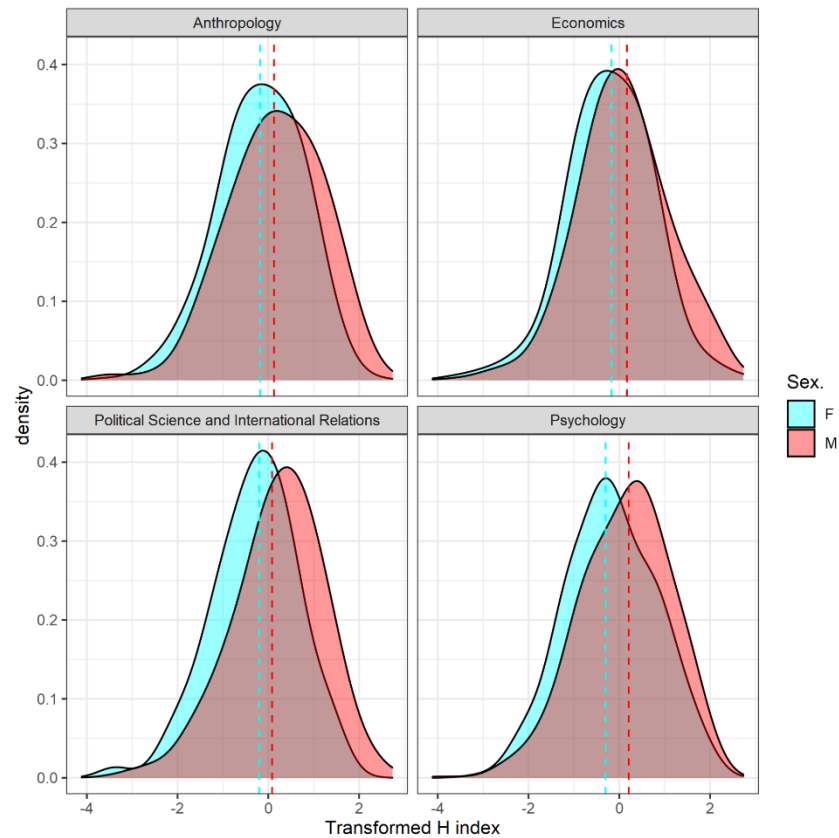 Anthropology
Economics
0.4
0.3
0.2
0.1
0.0
Political Science and International Relations
Psychology
0.4
0.3
0.2
0.1
0.0
-4
-2
0
2
-4
-2
0
2
density
Transformed H index
Sex.
F
M